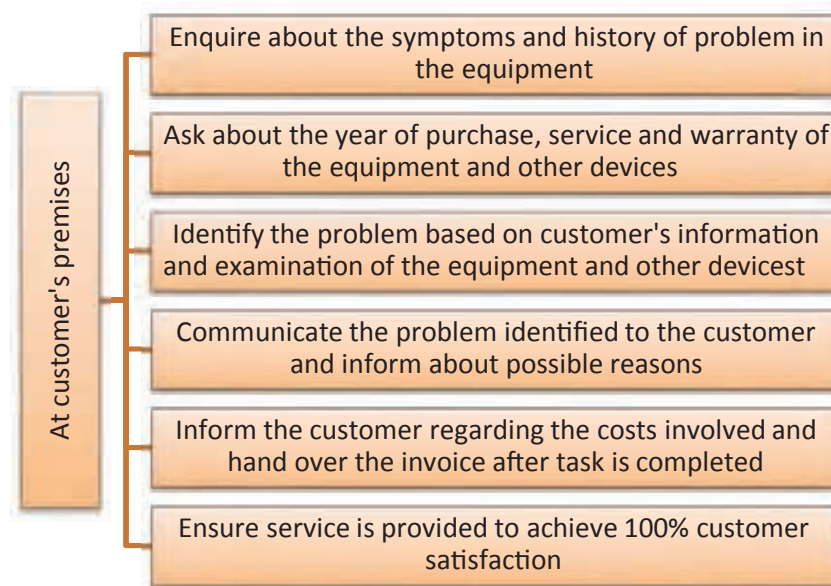 At customer's premises
Enquire about the symptoms and history of problem in
the equipment
Ask about the year of purchase, service and warranty of
the equipment and other devices
Identify the problem based on customer's information
and examination of the equipment and other devicest
Communicate the problem identified to the customer
and inform about possible reasons
Inform the customer regarding the costs involved and
hand over the invoice after task is completed
Ensure service is provided to achieve 100% customer
satisfaction